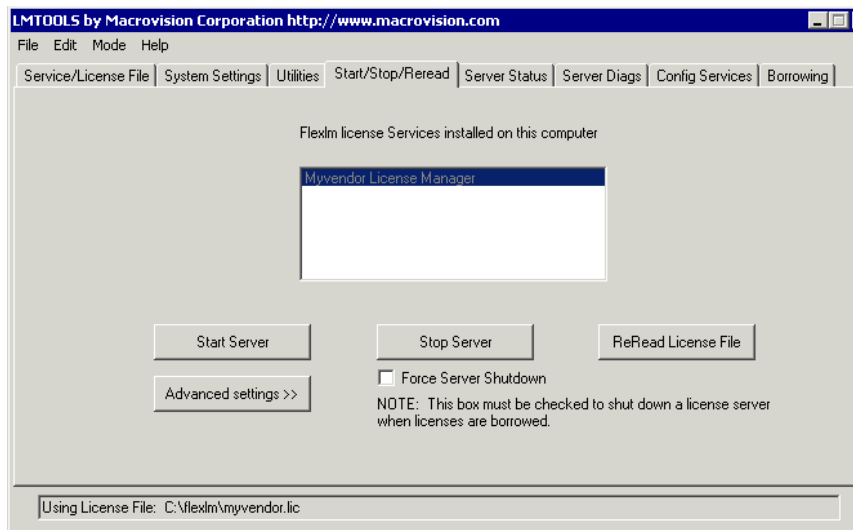 LMTOOLS by Macrovision Corporation http://www.macrovision.com
File Edit Mode Help
Service/License File System Settings Utilities Start/Stop/Reread Server Status Server Diags Config Services Borrowing
Flexlm license Services installed on this computer
Myvendor License Manager
Start Server Stop Server ReRead License File
Advanced settings >> Force Server Shutdown
NOTE: This box must be checked to shut down a license server
when licenses are borrowed.
Using License File: C:\flexlm\myvendor.lic